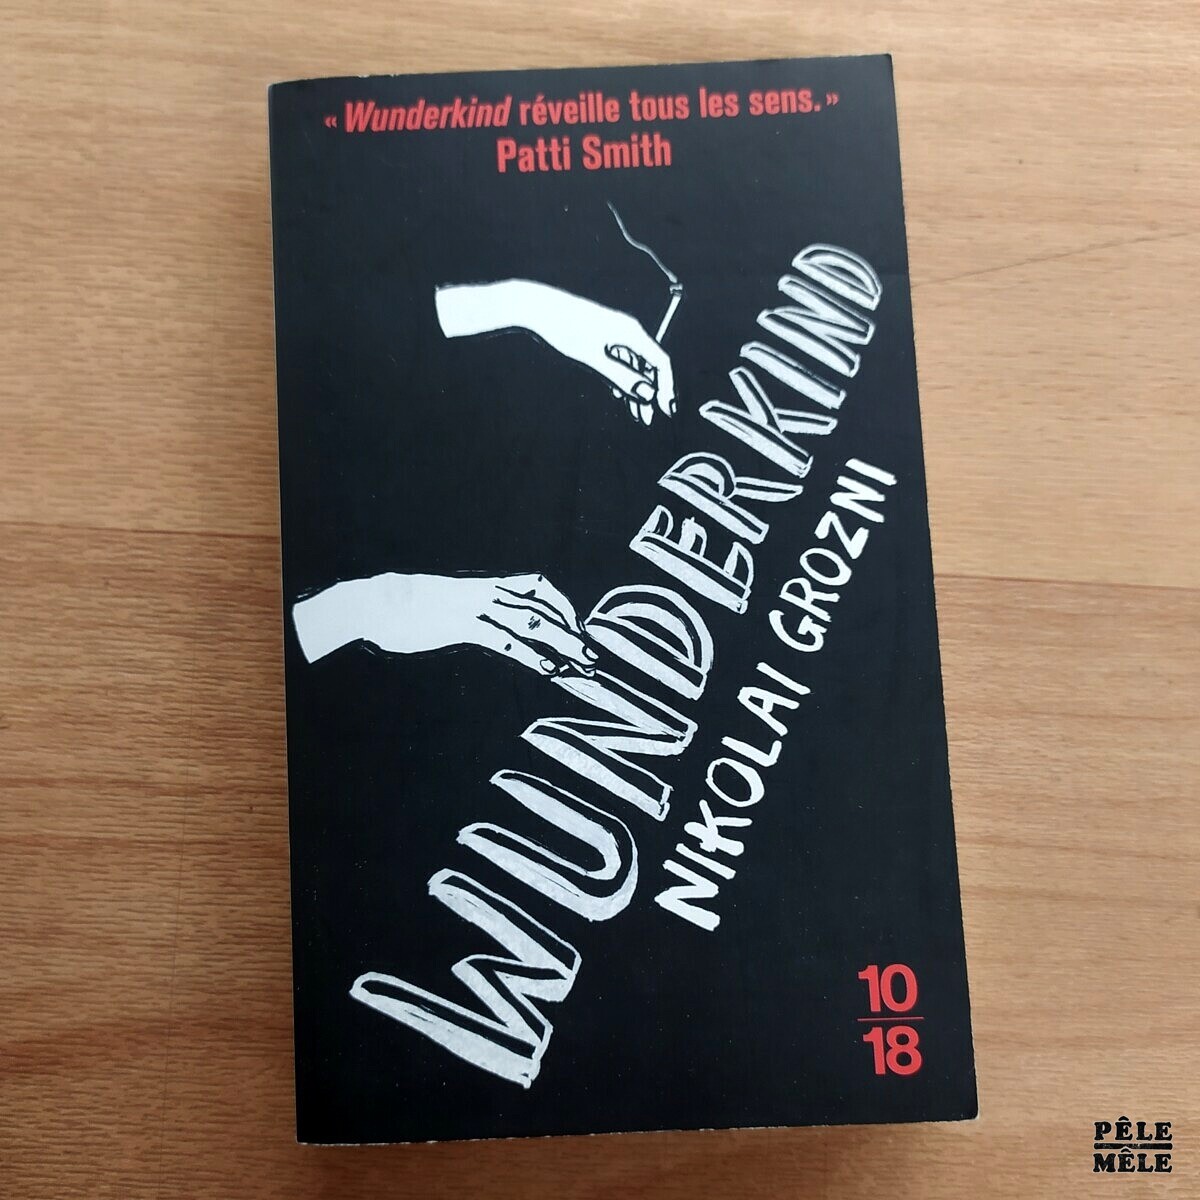 « Wunderkind réveille tous les sens. »
Patti Smith
WUNDERKIND
NIKOLAI GROZNI
10
18
PÊLE
MÊLE